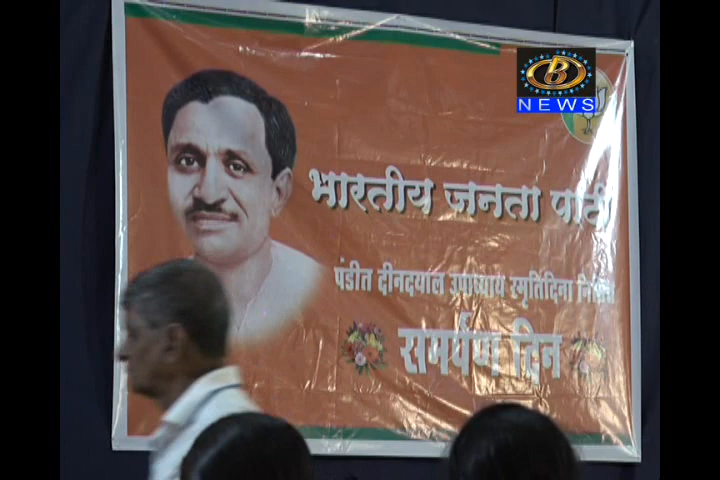 B
NEWS
भारतीय जनता पार्टी
पंडीत दीनदयाल उपाध्याय स्मृतिदिना निमित्त
समर्पण दिन